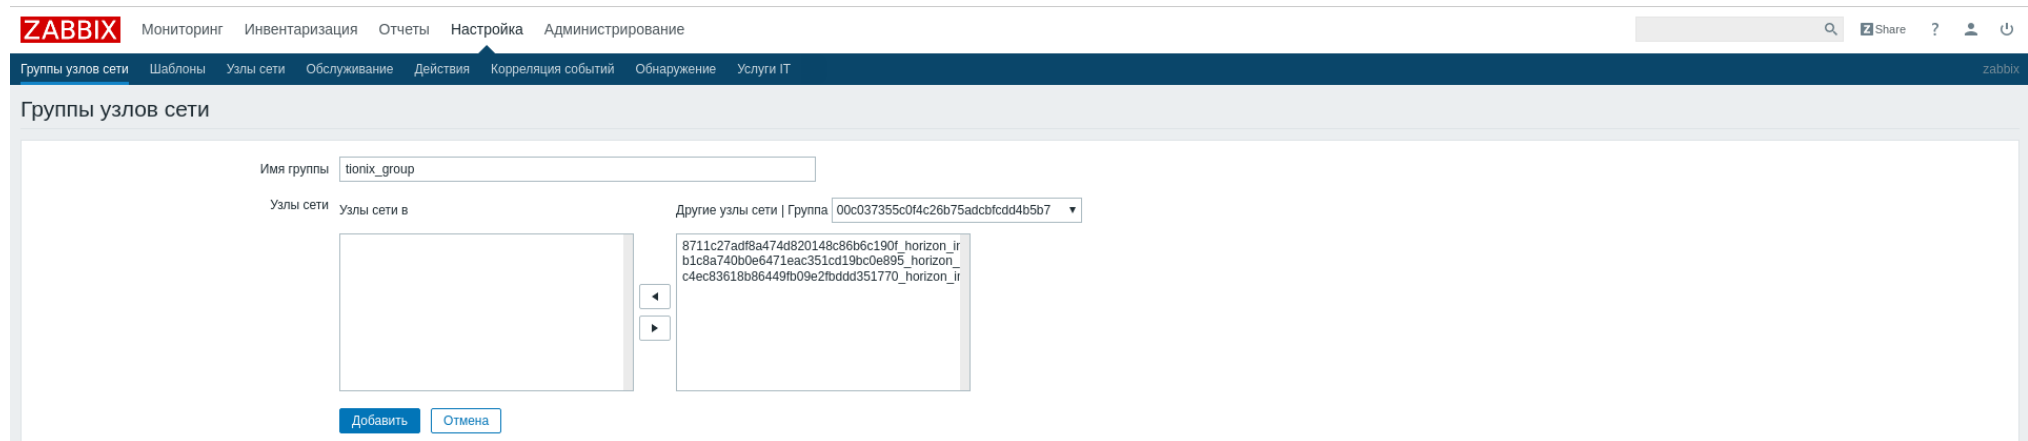 ZABBIX Мониторинг Инвентаризация Отчеты Настройка Администрирование Z Share ?
Группы узлов сети Шаблоны Узлы сети Обслуживание Действия Корреляция событий Обнаружение Услуги IT zabbix
Группы узлов сети
Имя группы tionix_group
Узлы сети Узлы сети в Другие узлы сети | Группа 00c037355c0f4c26b75adcbfcdd4b5b7
8711c27adf8a474d820148c86b6c190f_horizon_in
b1c8a740b0e6471eac351cd19bc0e895_horizon_
c4ec83618b86449fb09e2fbddd351770_horizon_in
Добавить Отмена